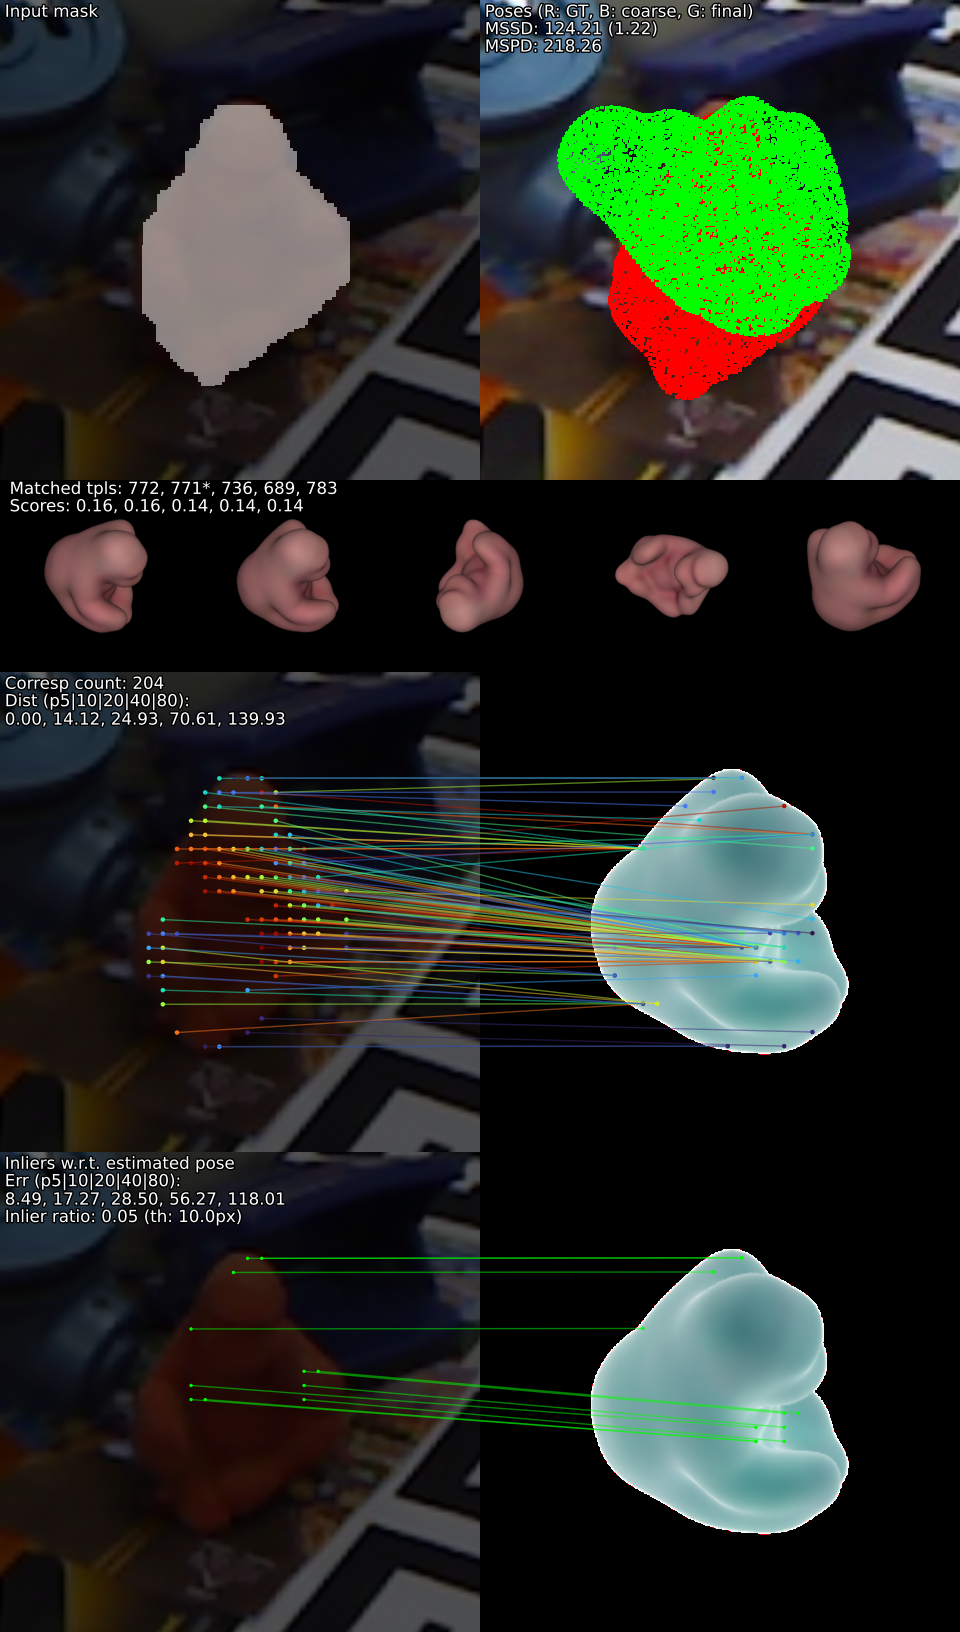 Input mask
Poses (R: GT, B: coarse, G: final)
MSSD: 124.21 (1.22)
MSPD: 218.26
Matched tpls: 772, 771*, 736, 689, 783
Scores: 0.16, 0.16, 0.14, 0.14, 0.14
Corresp count: 204
Dist (p5|10|20|40|80):
0.00, 14.12, 24.93, 70.61, 139.93
Inliers w.r.t. estimated pose
Err (p5|10|20|40|80):
8.49, 17.27, 28.50, 56.27, 118.01
Inlier ratio: 0.05 (th: 10.0px)